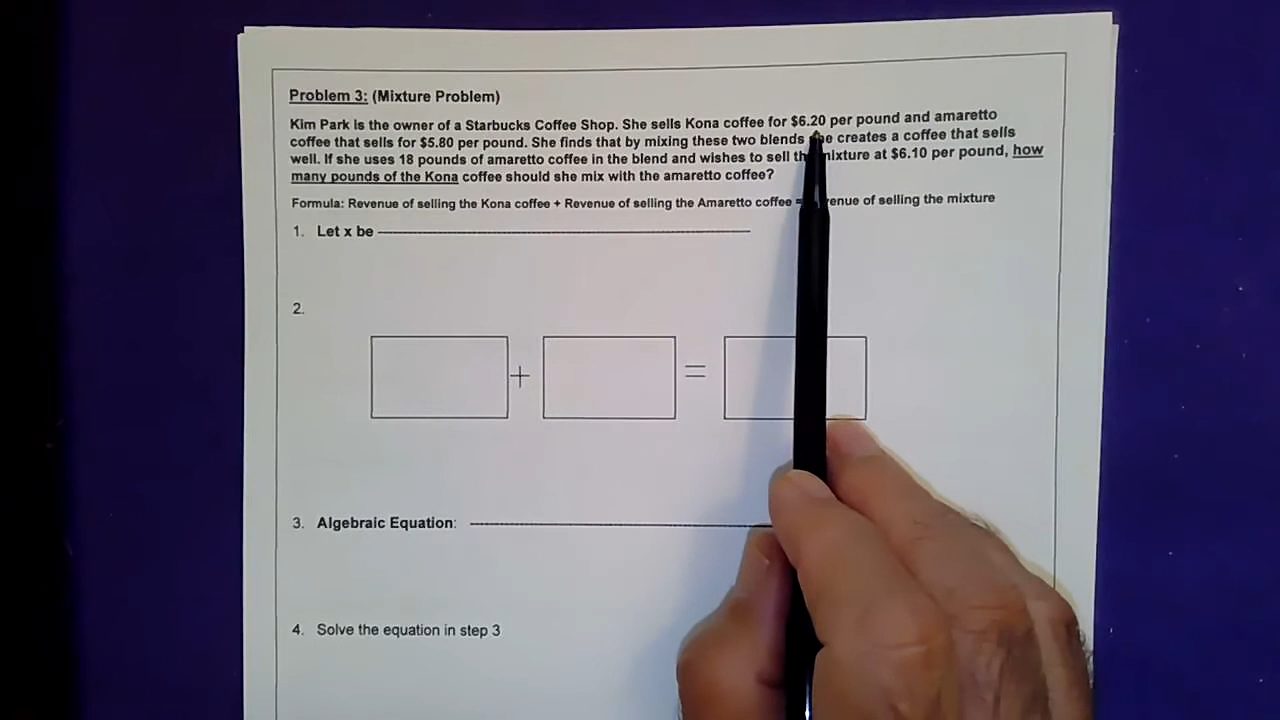 Problem 3: (Mixture Problem)
Kim Park is the owner of a Starbucks Coffee Shop. She sells Kona coffee for $6.20 per pound and amaretto
coffee that sells for $5.80 per pound. She finds that by mixing these two blends she creates a coffee that sells
well. If she uses 18 pounds of amaretto coffee in the blend and wishes to sell the mixture at $6.10 per pound, how
many pounds of the Kona coffee should she mix with the amaretto coffee?
Formula: Revenue of selling the Kona coffee + Revenue of selling the Amaretto coffee = Revenue of selling the mixture
1. Let x be
2.
+ =
3. Algebraic Equation:
4. Solve the equation in step 3